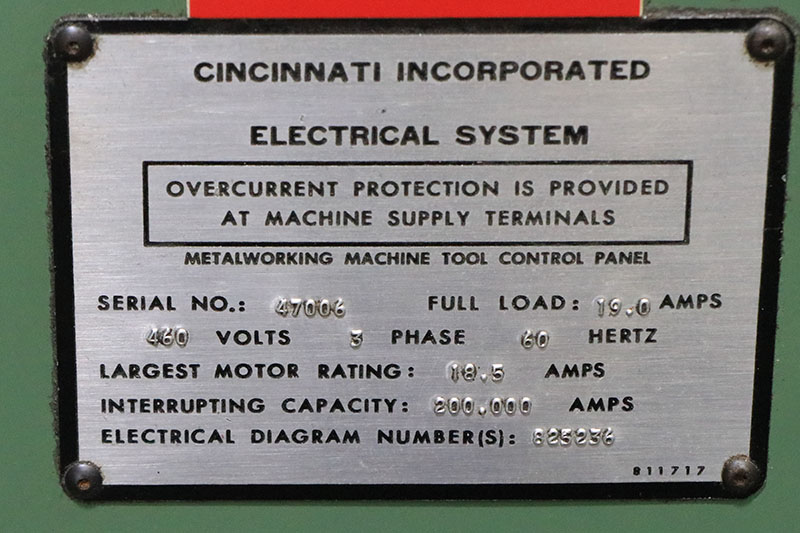 CINCINNATI INCORPORATED
ELECTRICAL SYSTEM
OVERCURRENT PROTECTION IS PROVIDED
AT MACHINE SUPPLY TERMINALS
METALWORKING MACHINE TOOL CONTROL PANEL
SERIAL NO.: 47006 FULL LOAD: 19.0 AMPS
460 VOLTS 3 PHASE 60 HERTZ
LARGEST MOTOR RATING: 18.5 AMPS
INTERRUPTING CAPACITY: 200,000 AMPS
ELECTRICAL DIAGRAM NUMBER(S): 825236
811717